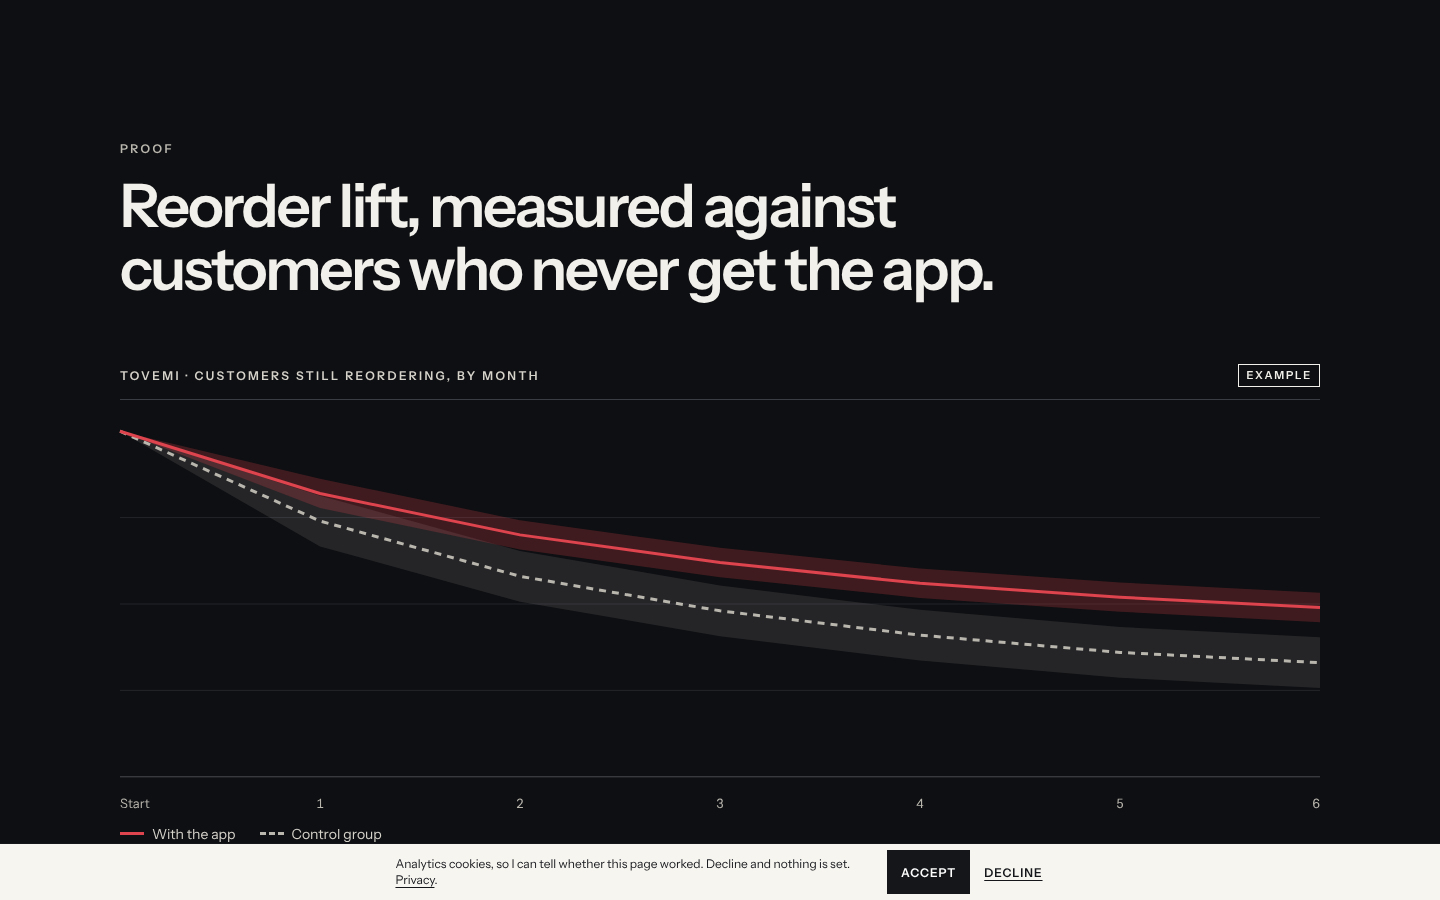 PROOF
Reorder lift, measured against
customers who never get the app.
TOVEMI · CUSTOMERS STILL REORDERING, BY MONTH
EXAMPLE
Start 1 2 3 4 5 6
With the app Control group
Analytics cookies, so I can tell whether this page worked. Decline and nothing is set.
Privacy.
ACCEPT
DECLINE